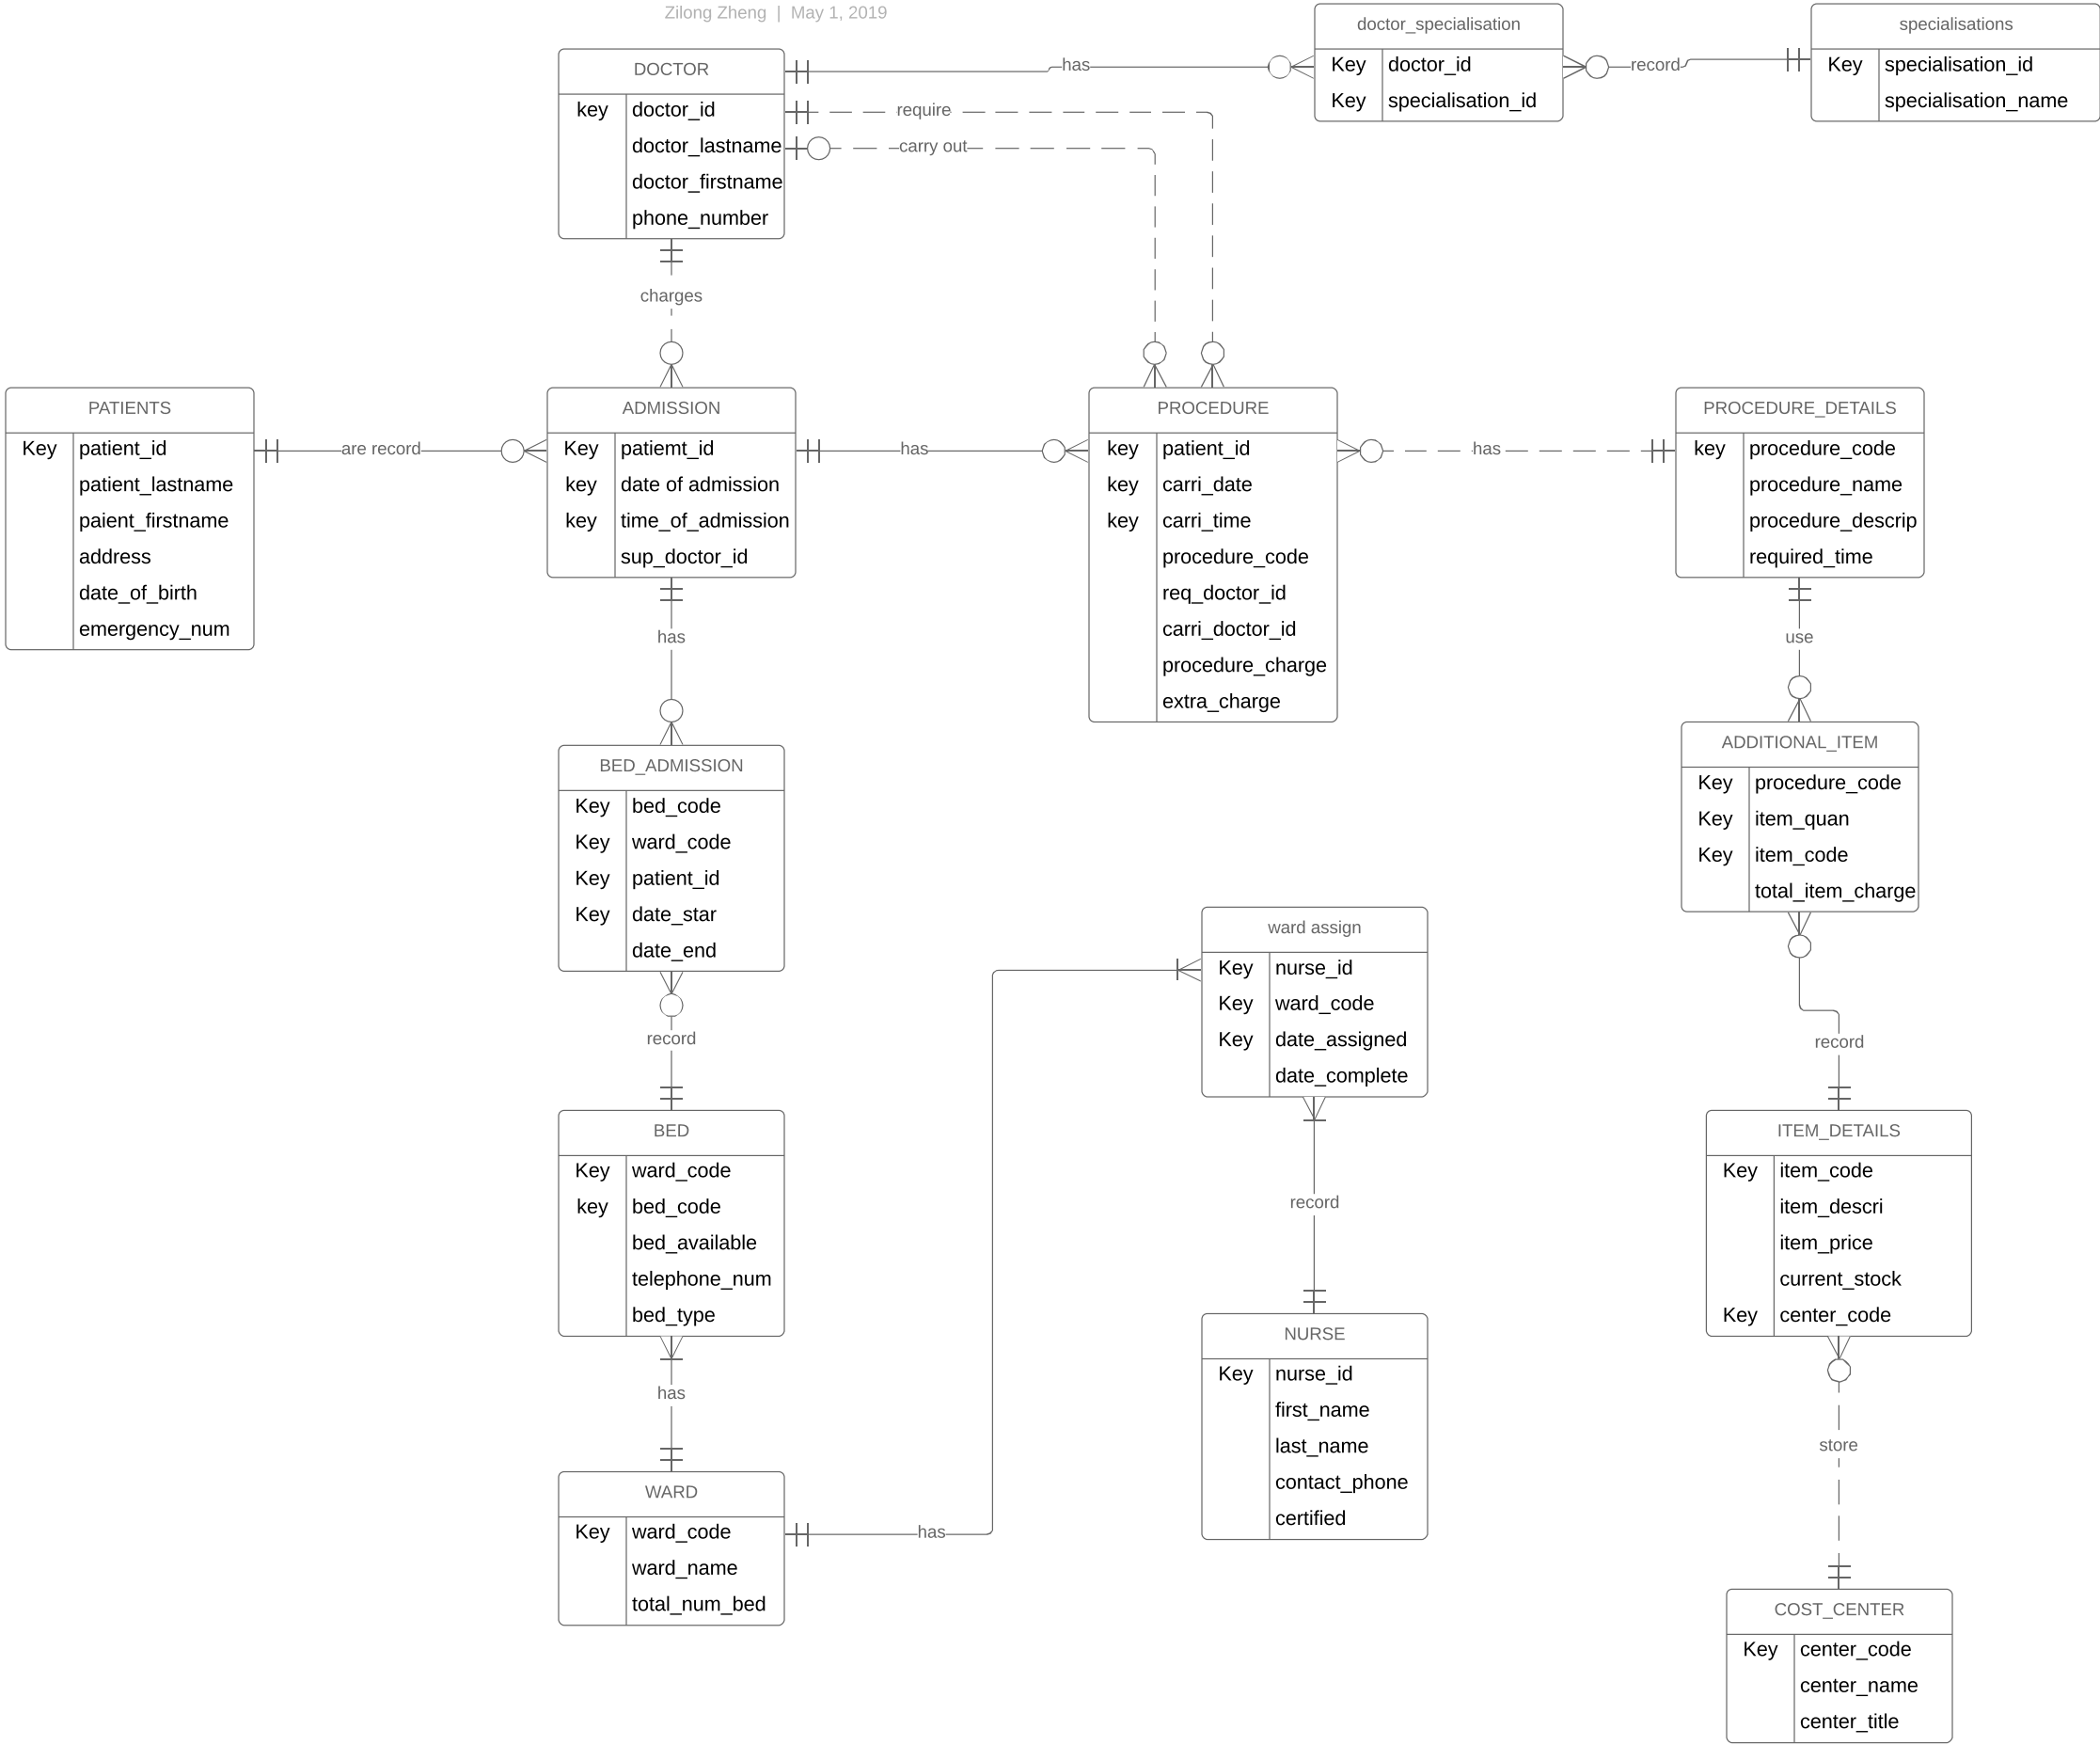 Zilong Zheng | May 1, 2019
DOCTOR
key doctor_id
doctor_lastname
doctor_firstname
phone_number
has
require
carry out
charges
doctor_specialisation
Key doctor_id
Key specialisation_id
record
specialisations
Key specialisation_id
specialisation_name
PATIENTS
Key patient_id
patient_lastname
paient_firstname
address
date_of_birth
emergency_num
are record
ADMISSION
Key patiemt_id
key date of admission
key time_of_admission
sup_doctor_id
has
PROCEDURE
key patient_id
key carri_date
key carri_time
procedure_code
req_doctor_id
carri_doctor_id
procedure_charge
extra_charge
has
PROCEDURE_DETAILS
key procedure_code
procedure_name
procedure_descrip
required_time
has
use
BED_ADMISSION
Key bed_code
Key ward_code
Key patient_id
Key date_star
date_end
record
ADDITIONAL_ITEM
Key procedure_code
Key item_quan
Key item_code
total_item_charge
record
ward assign
Key nurse_id
Key ward_code
Key date_assigned
date_complete
record
BED
Key ward_code
key bed_code
bed_available
telephone_num
bed_type
has
ITEM_DETAILS
Key item_code
item_descri
item_price
current_stock
Key center_code
store
NURSE
Key nurse_id
first_name
last_name
contact_phone
certified
WARD
Key ward_code
ward_name
total_num_bed
has
COST_CENTER
Key center_code
center_name
center_title